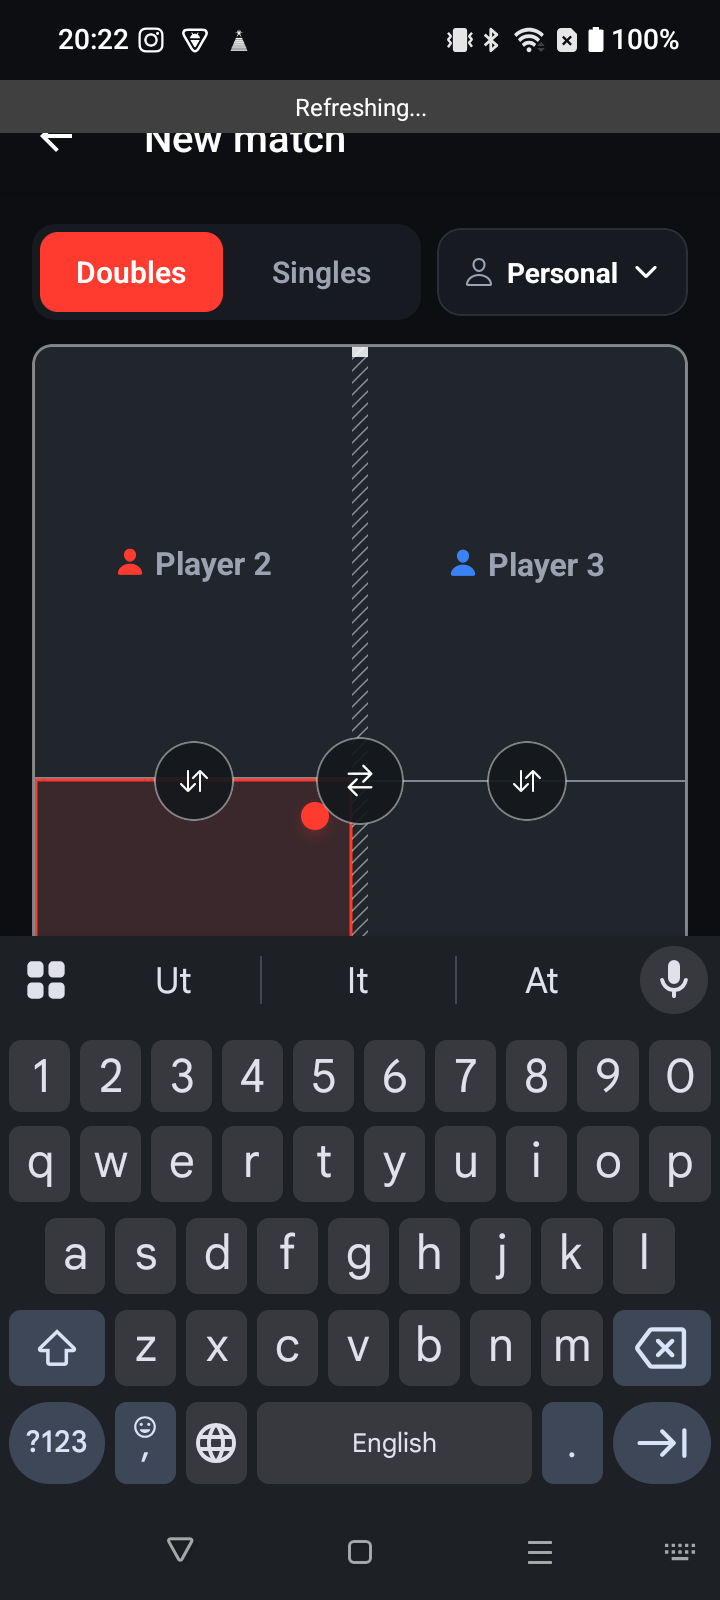 20:22 100%
Refreshing...
New match
Doubles Singles Personal
Player 2 Player 3
Ut It At
1 2 3 4 5 6 7 8 9 0
q w e r t y u i o p
a s d f g h j k l
z x c v b n m
?123 , English .